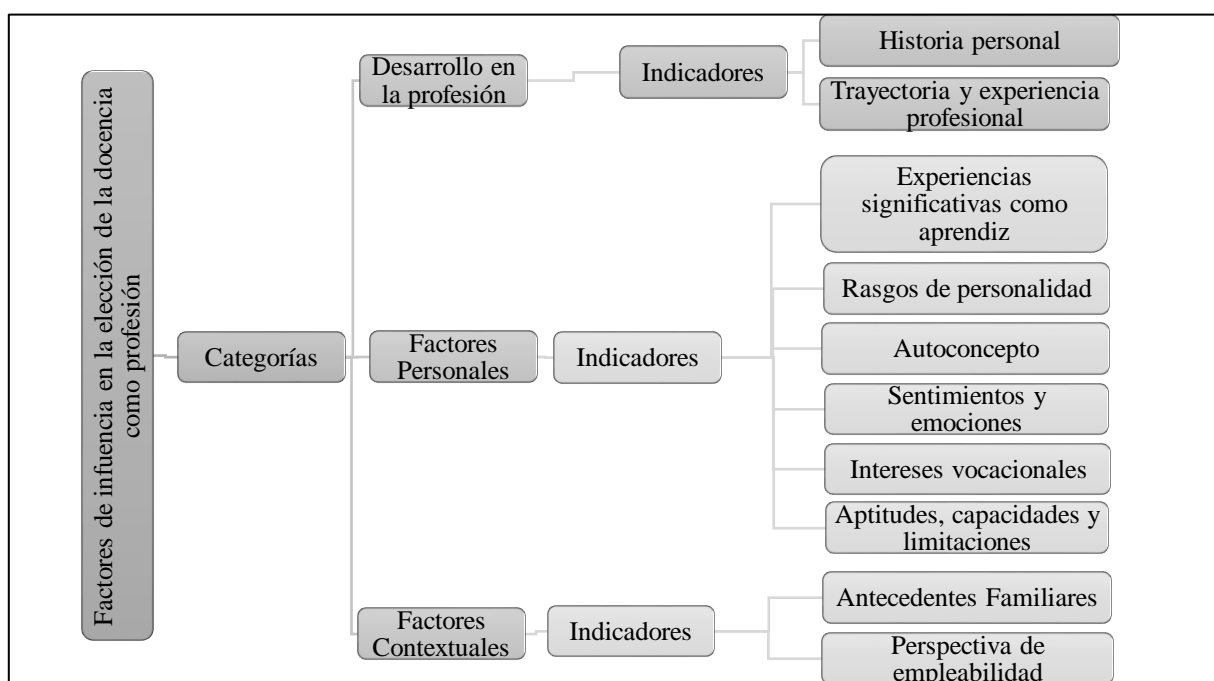 Factores de infuencia en la elección de la docencia
como profesión
Categorías
Desarrollo en
la profesión
Indicadores
Historia personal
Trayectoria y experiencia
profesional
Factores
Personales
Indicadores
Experiencias
significativas como
aprendiz
Rasgos de personalidad
Autoconcepto
Sentimientos y
emociones
Intereses vocacionales
Aptitudes, capacidades y
limitaciones
Factores
Contextuales
Indicadores
Antecedentes Familiares
Perspectiva de
empleabilidad